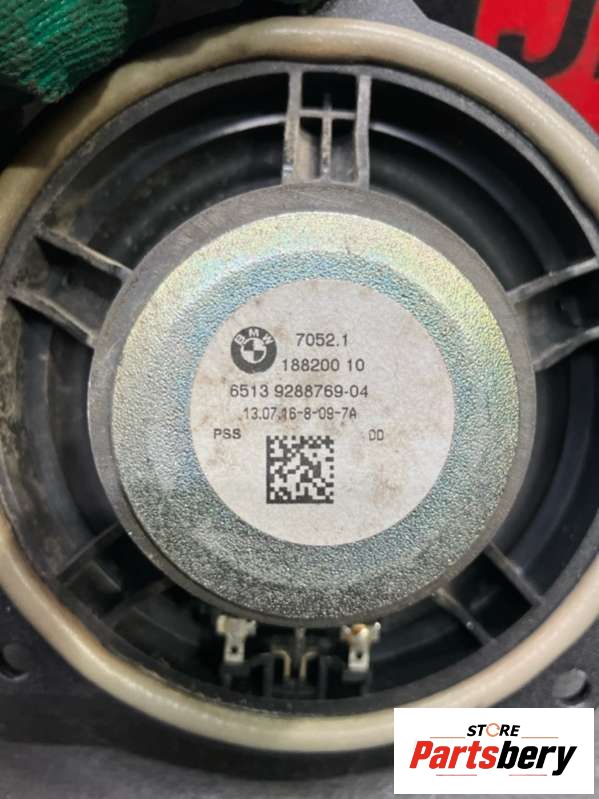 BMW
7052.1
188200 10
6513 9288769-04
13.07.16-8-09-7A
PSS DD
STORE
Partsbery